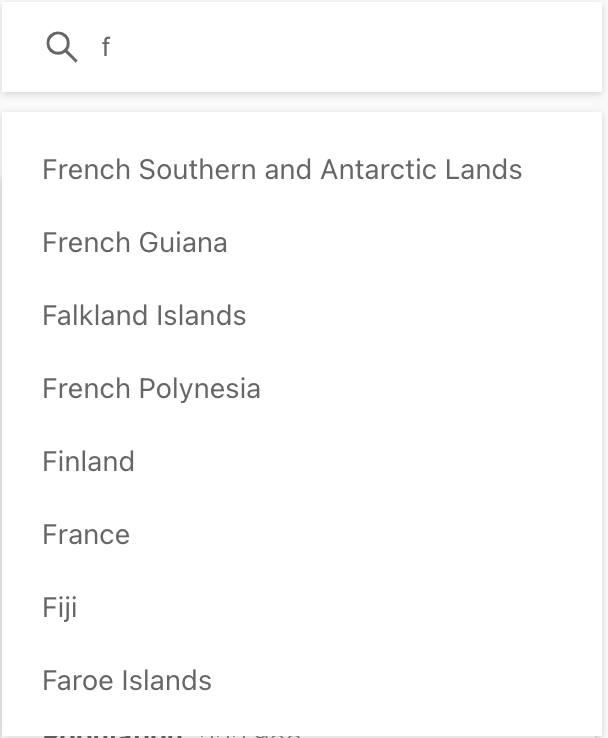 f
French Southern and Antarctic Lands
French Guiana
Falkland Islands
French Polynesia
Finland
France
Fiji
Faroe Islands